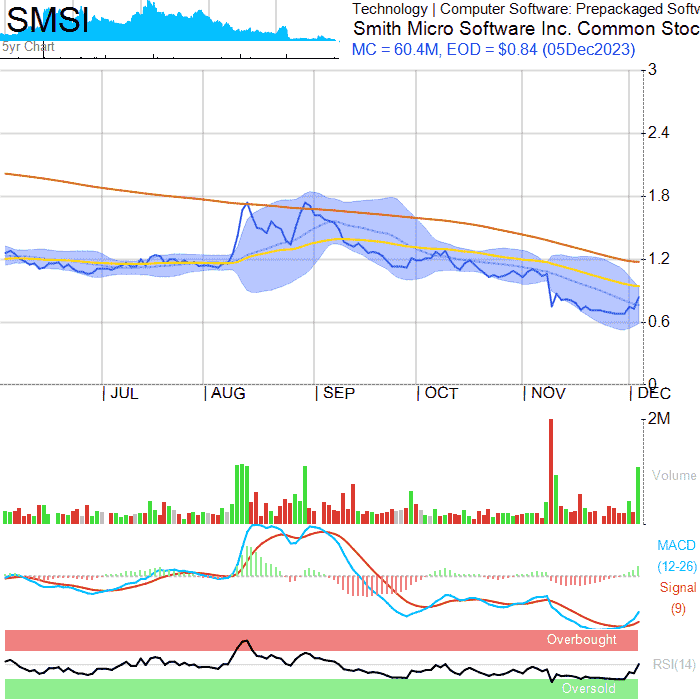 SMSI
5yr Chart
Technology | Computer Software: Prepackaged Softw
Smith Micro Software Inc. Common Stoc
MC = 60.4M, EOD = $0.84 (05Dec2023)
3
2.4
1.8
1.2
0.6
0
| JUL | AUG | SEP | OCT | NOV | DEC
2M
Volume
MACD
(12-26)
Signal
(9)
Overbought
RSI(14)
Oversold